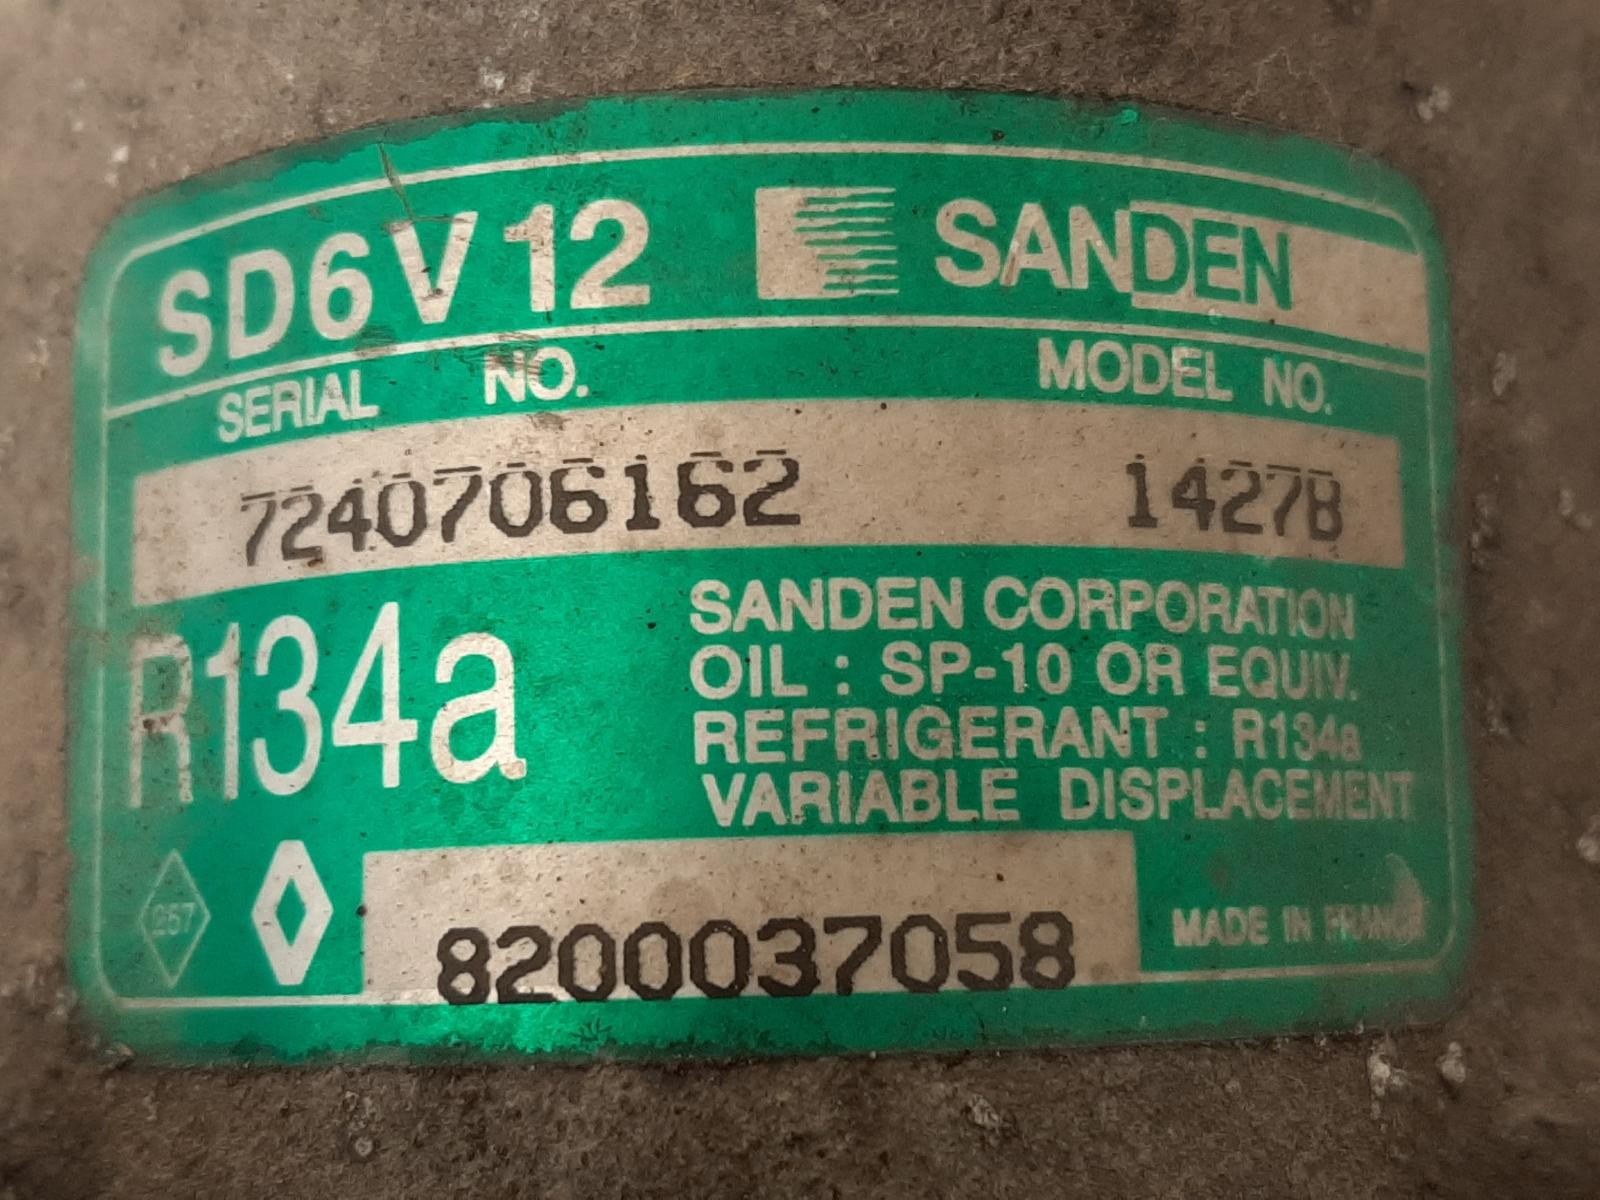 SD6V12 SANDEN
SERIAL NO. MODEL NO.
7240706162 1427B
R134a
SANDEN CORPORATION
OIL : SP-10 OR EQUIV.
REFRIGERANT : R134a
VARIABLE DISPLACEMENT
257
8200037058
MADE IN FRANCE